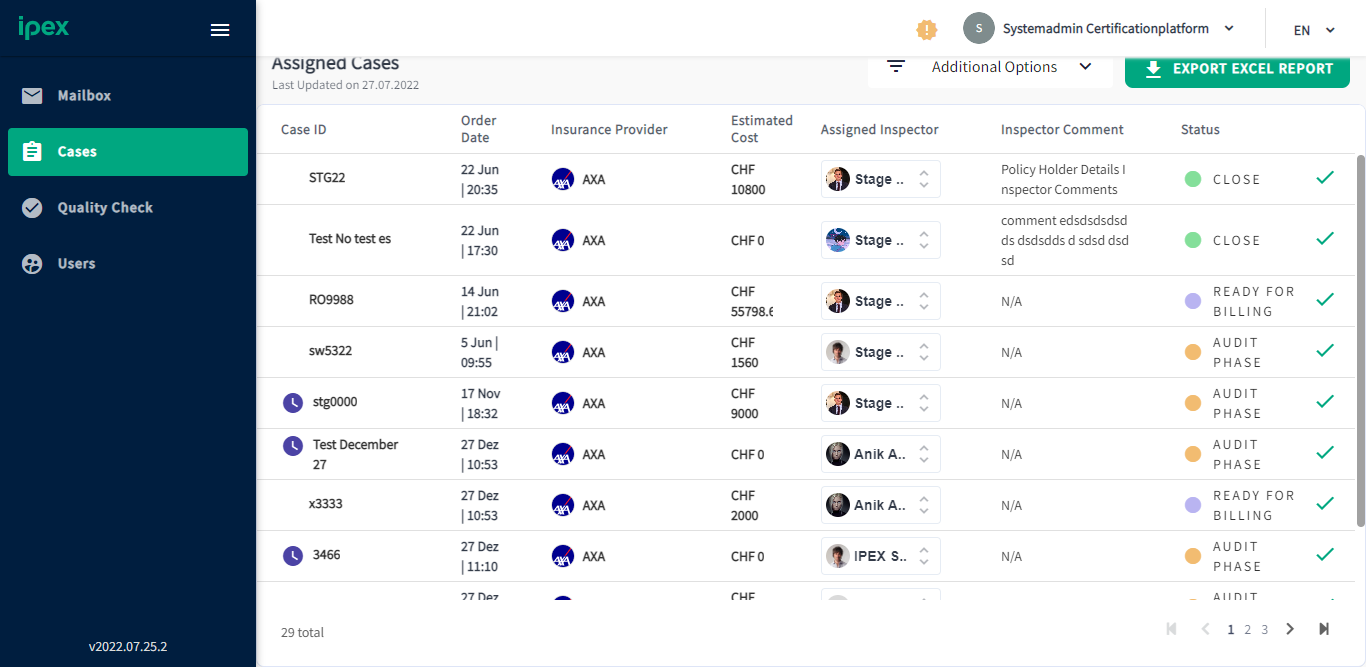 ipex
S
Systemadmin Certificationplatform
EN
Mailbox
Cases
Quality Check
Users
v2022.07.25.2
Assigned Cases
Last Updated on 27.07.2022
Additional Options
EXPORT EXCEL REPORT
Case ID
Order
Date
Insurance Provider
Estimated
Cost
Assigned Inspector
Inspector Comment
Status
STG22
22 Jun
| 20:35
AXA
CHF
10800
Stage ..
Policy Holder Details I
nspector Comments
CLOSE
Test No test es
22 Jun
| 17:30
AXA
CHF 0
Stage ..
comment edsdsdsdsd
ds dsdsdds d sdsd dsd
sd
CLOSE
RO9988
14 Jun
| 21:02
AXA
CHF
55798.6
Stage ..
N/A
READY FOR
BILLING
sw5322
5 Jun |
09:55
AXA
CHF
1560
Stage ..
N/A
AUDIT
PHASE
stg0000
17 Nov
| 18:32
AXA
CHF
9000
Stage ..
N/A
AUDIT
PHASE
Test December
27
27 Dez
| 10:53
AXA
CHF 0
Anik A..
N/A
AUDIT
PHASE
x3333
27 Dez
| 10:53
AXA
CHF
2000
Anik A..
N/A
READY FOR
BILLING
3466
27 Dez
| 11:10
AXA
CHF 0
IPEX S..
N/A
AUDIT
PHASE
27 Dez
CHF
AUDIT
29 total
1 2 3